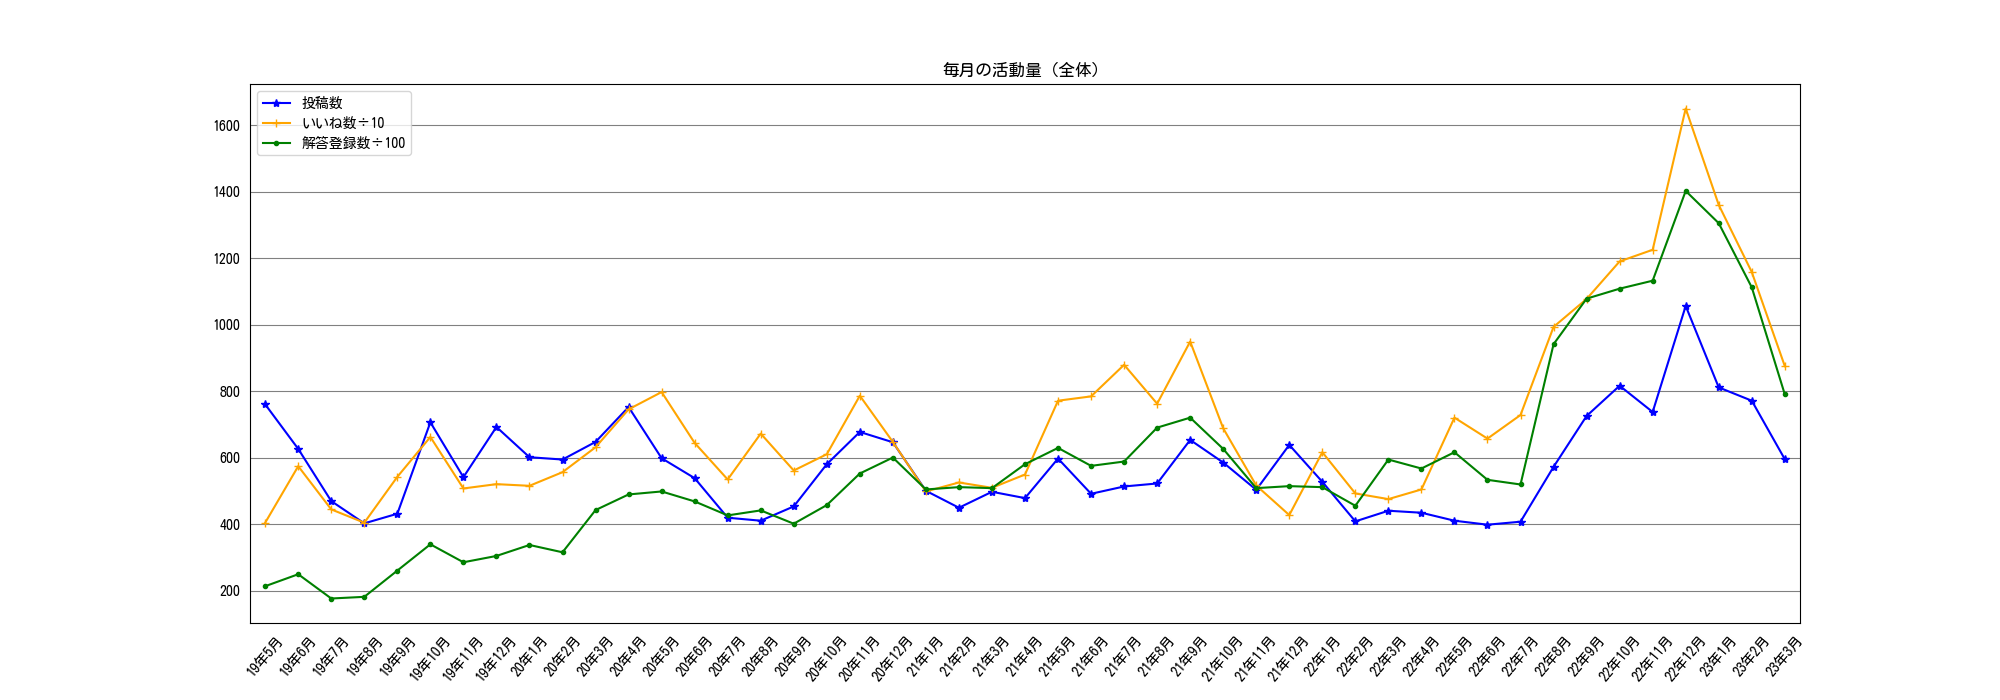 毎月の活動量（全体）
投稿数
いいね数÷10
解答登録数÷100
1600
1400
1200
1000
800
600
400
200
19年5月
19年6月
19年7月
19年8月
19年9月
19年10月
19年11月
19年12月
20年1月
20年2月
20年3月
20年4月
20年5月
20年6月
20年7月
20年8月
20年9月
20年10月
20年11月
20年12月
21年1月
21年2月
21年3月
21年4月
21年5月
21年6月
21年7月
21年8月
21年9月
21年10月
21年11月
21年12月
22年1月
22年2月
22年3月
22年4月
22年5月
22年6月
22年7月
22年8月
22年9月
22年10月
22年11月
22年12月
23年1月
23年2月
23年3月